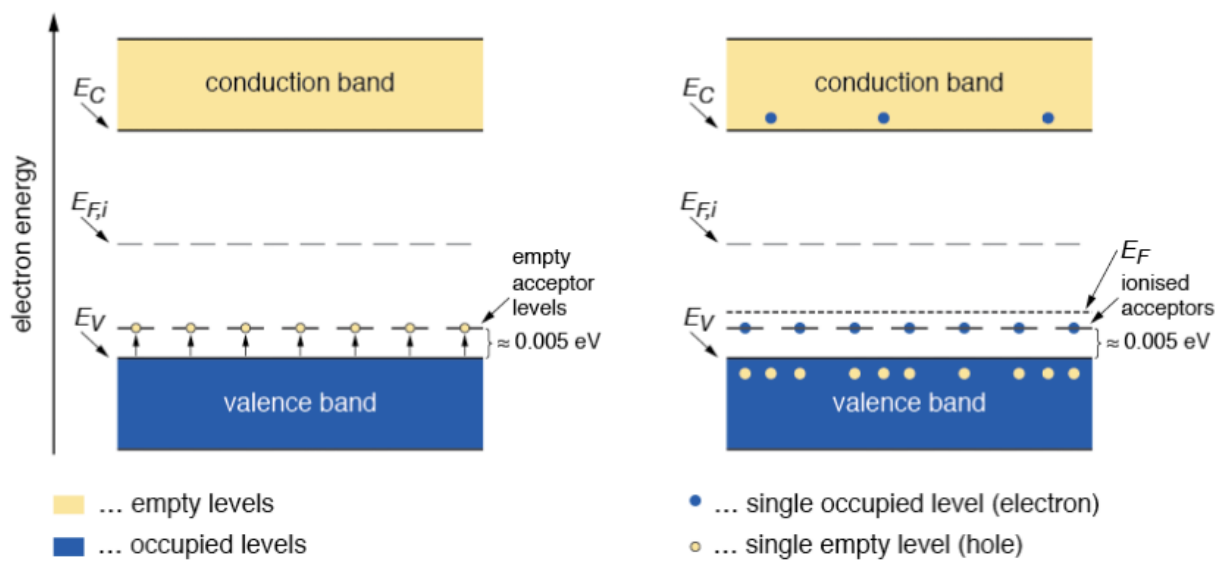 electron energy
conduction band
E_C
E_{F,i}
empty
acceptor
levels
E_V
≈ 0.005 eV
valence band
conduction band
E_C
E_{F,i}
E_F
ionised
acceptors
E_V
≈ 0.005 eV
valence band
... empty levels
... occupied levels
... single occupied level (electron)
... single empty level (hole)